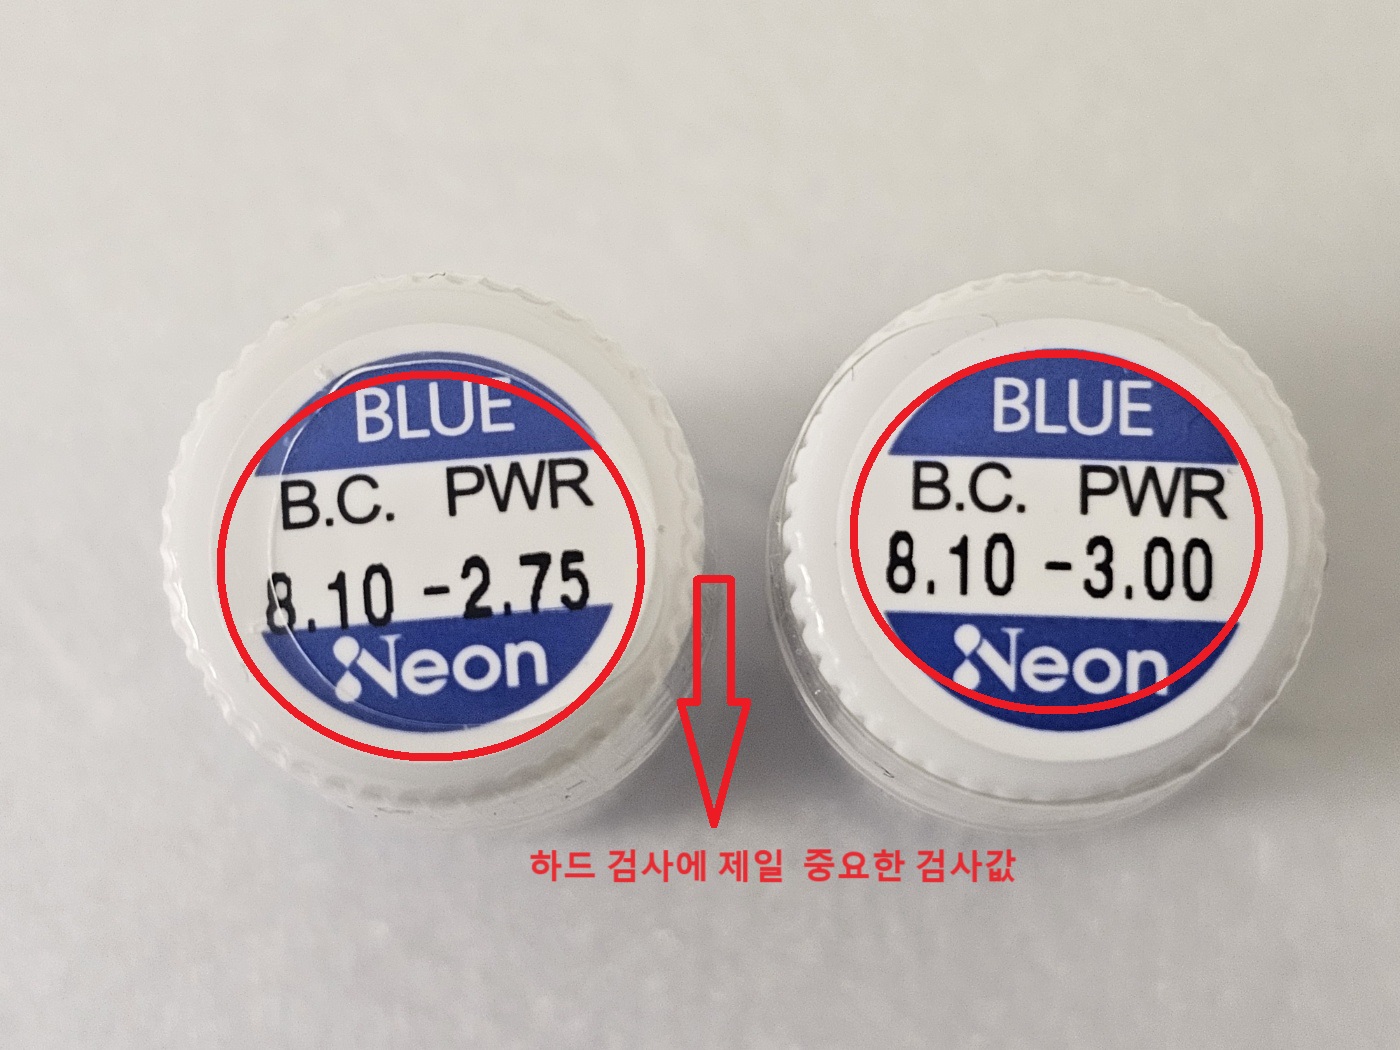 BLUE
B.C. PWR
8.10 -2.75
Neon
BLUE
B.C. PWR
8.10 -3.00
Neon
하드 검사에 제일 중요한 검사값